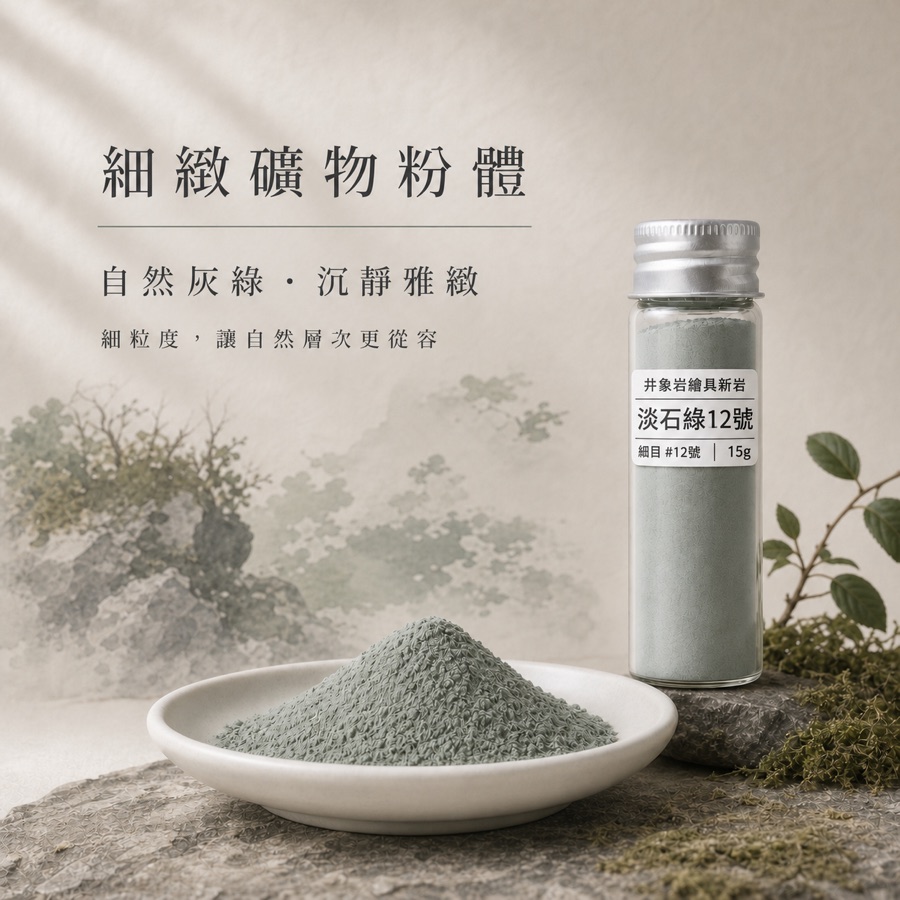 細緻礦物粉體
自然灰綠・沉靜雅緻
細粒度，讓自然層次更從容
井象岩繪具新岩
淡石綠12號
細目 #12號 | 15g